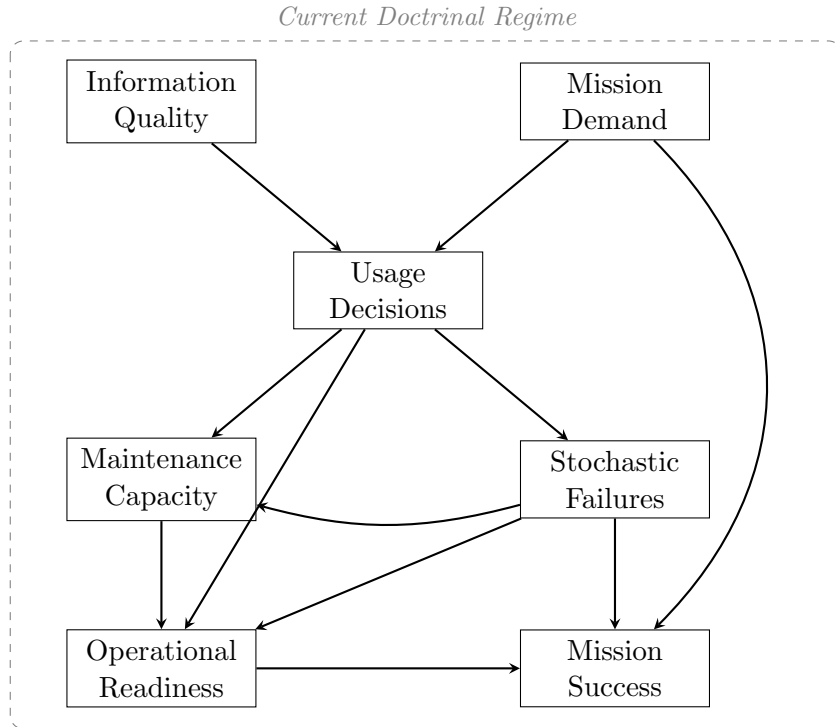 Current Doctrinal Regime
Information
Quality
Mission
Demand
Usage
Decisions
Maintenance
Capacity
Stochastic
Failures
Operational
Readiness
Mission
Success